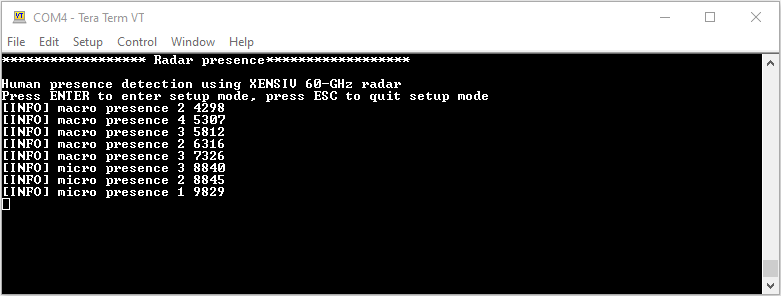 VT COM4 - Tera Term VT
File Edit Setup Control Window Help
****************** Radar presence******************
Human presence detection using XENSIV 60-GHz radar
Press ENTER to enter setup mode, press ESC to quit setup mode
[INFO] macro presence 2 4298
[INFO] macro presence 4 5307
[INFO] macro presence 3 5812
[INFO] macro presence 2 6316
[INFO] macro presence 3 7326
[INFO] micro presence 3 8840
[INFO] micro presence 2 8845
[INFO] micro presence 1 9829